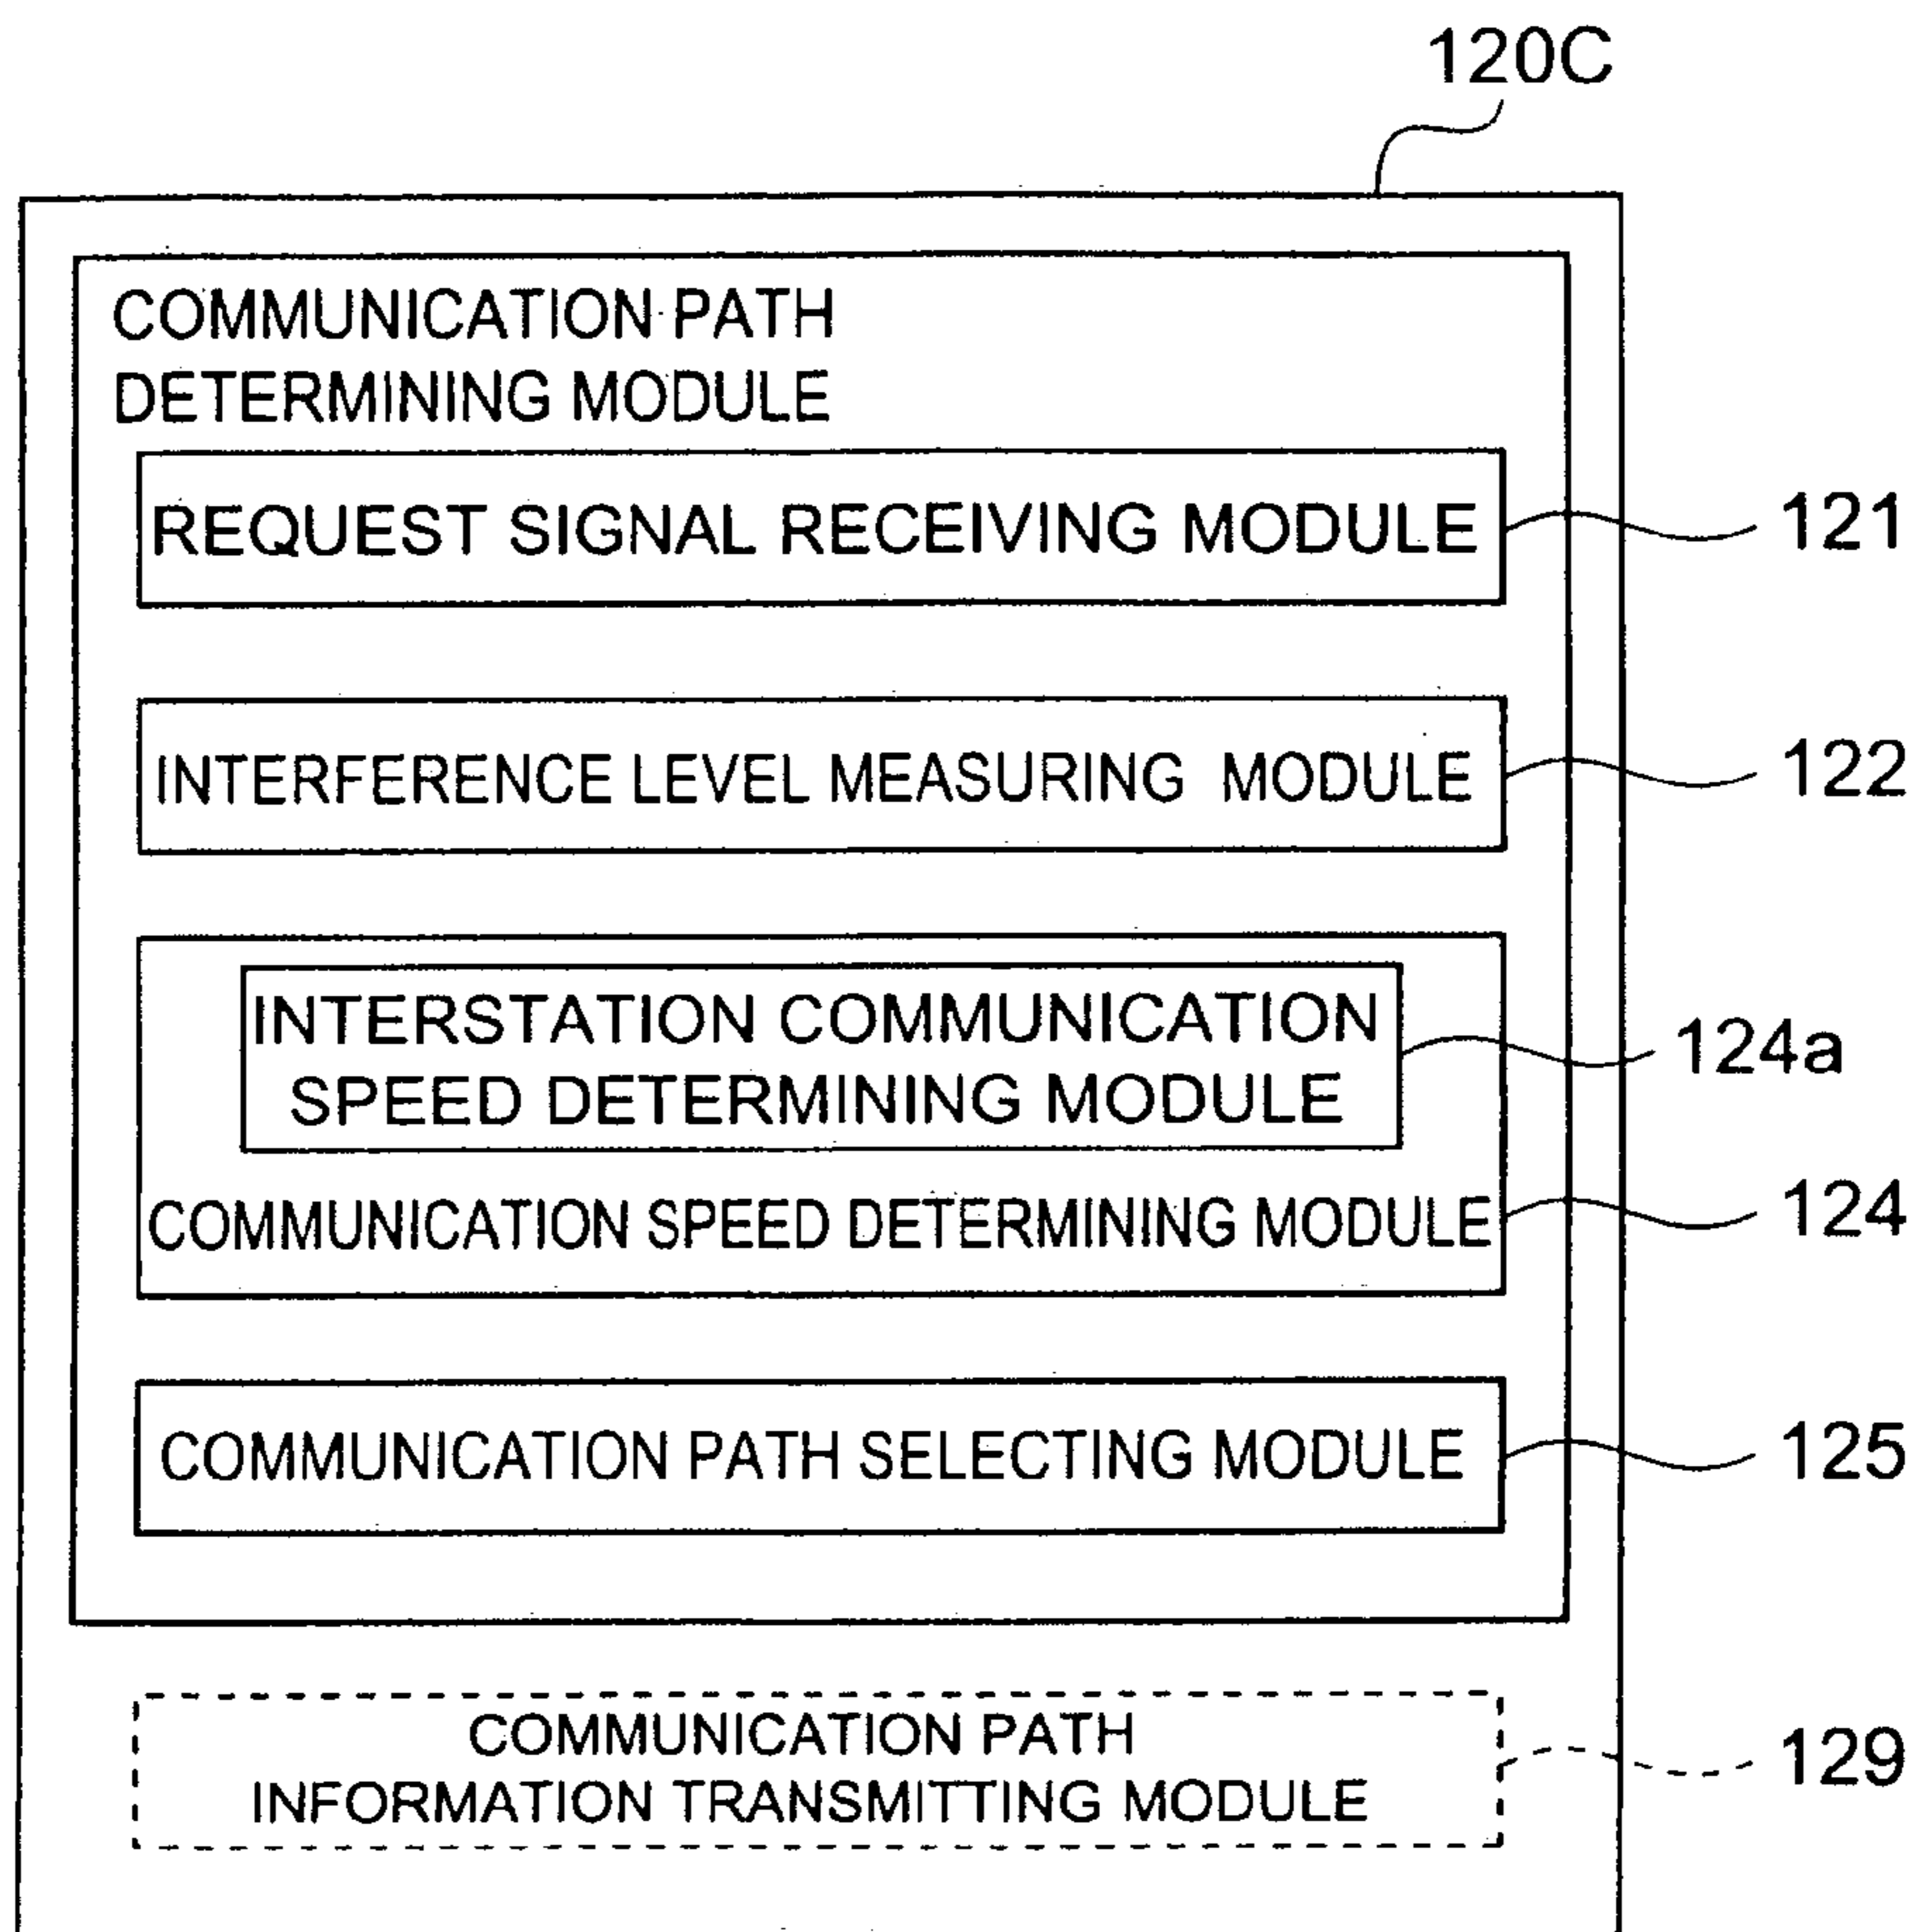 120C
COMMUNICATION PATH
DETERMINING MODULE
REQUEST SIGNAL RECEIVING MODULE
121
INTERFERENCE LEVEL MEASURING MODULE
122
INTERSTATION COMMUNICATION
SPEED DETERMINING MODULE
124a
COMMUNICATION SPEED DETERMINING MODULE
124
COMMUNICATION PATH SELECTING MODULE
125
COMMUNICATION PATH
INFORMATION TRANSMITTING MODULE
129